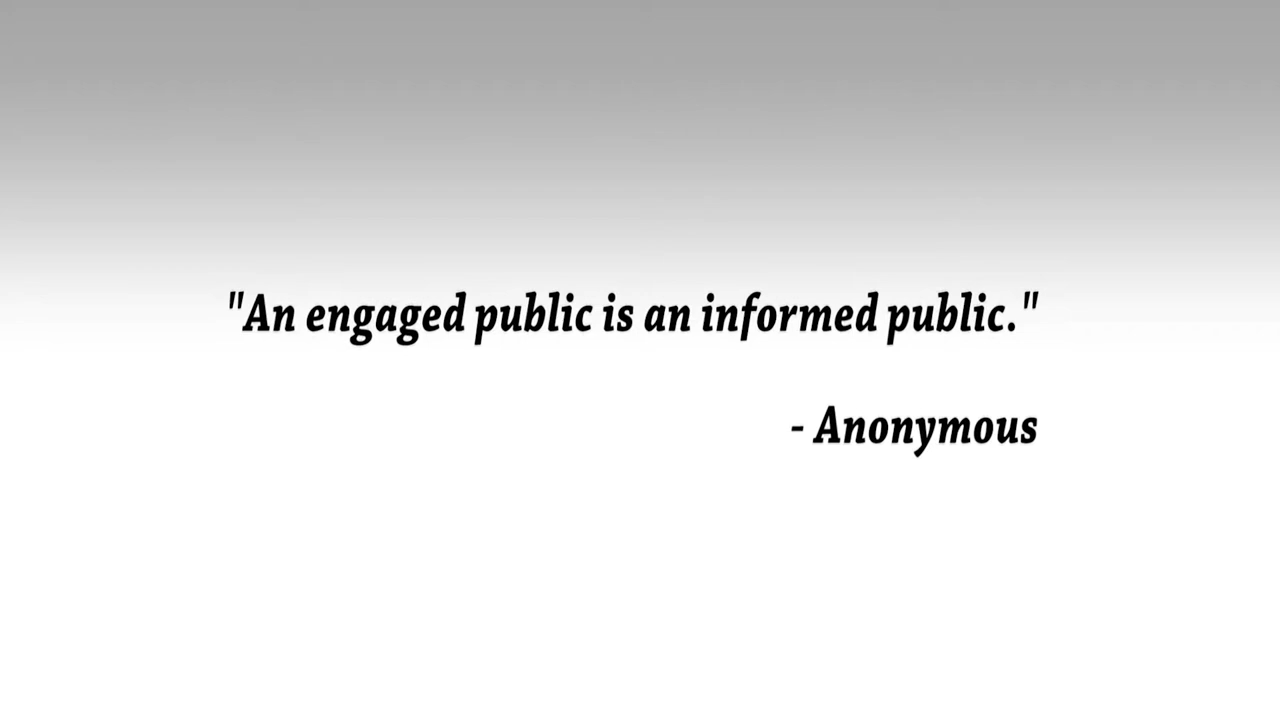 "An engaged public is an informed public."
- Anonymous